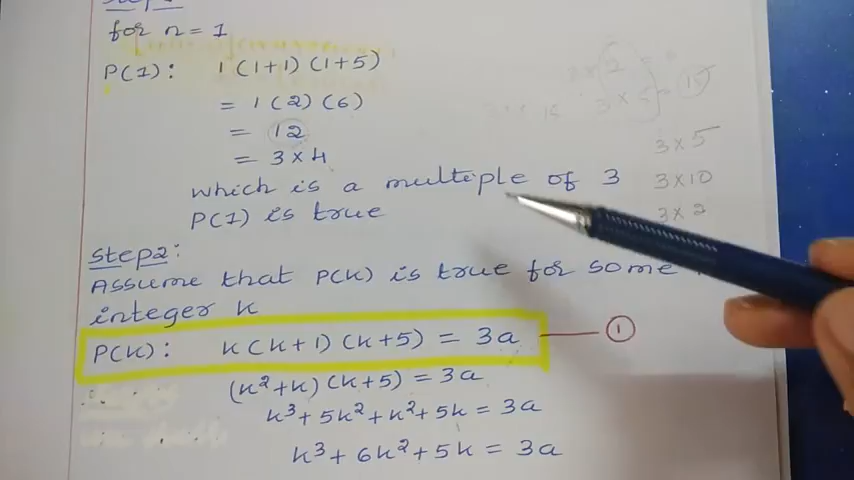 for n = 1
P(1): 1(1+1)(1+5)
= 1(2)(6)
= 12
= 3×4
which is a multiple of 3
P(1) is true
3×5
3×10
3×2
Step2:
Assume that P(K) is true for some
integer K
P(K): K(K+1)(K+5) = 3a ①
(K²+K)(K+5) = 3a
K³+5K²+K²+5K = 3a
K³+6K²+5K = 3a